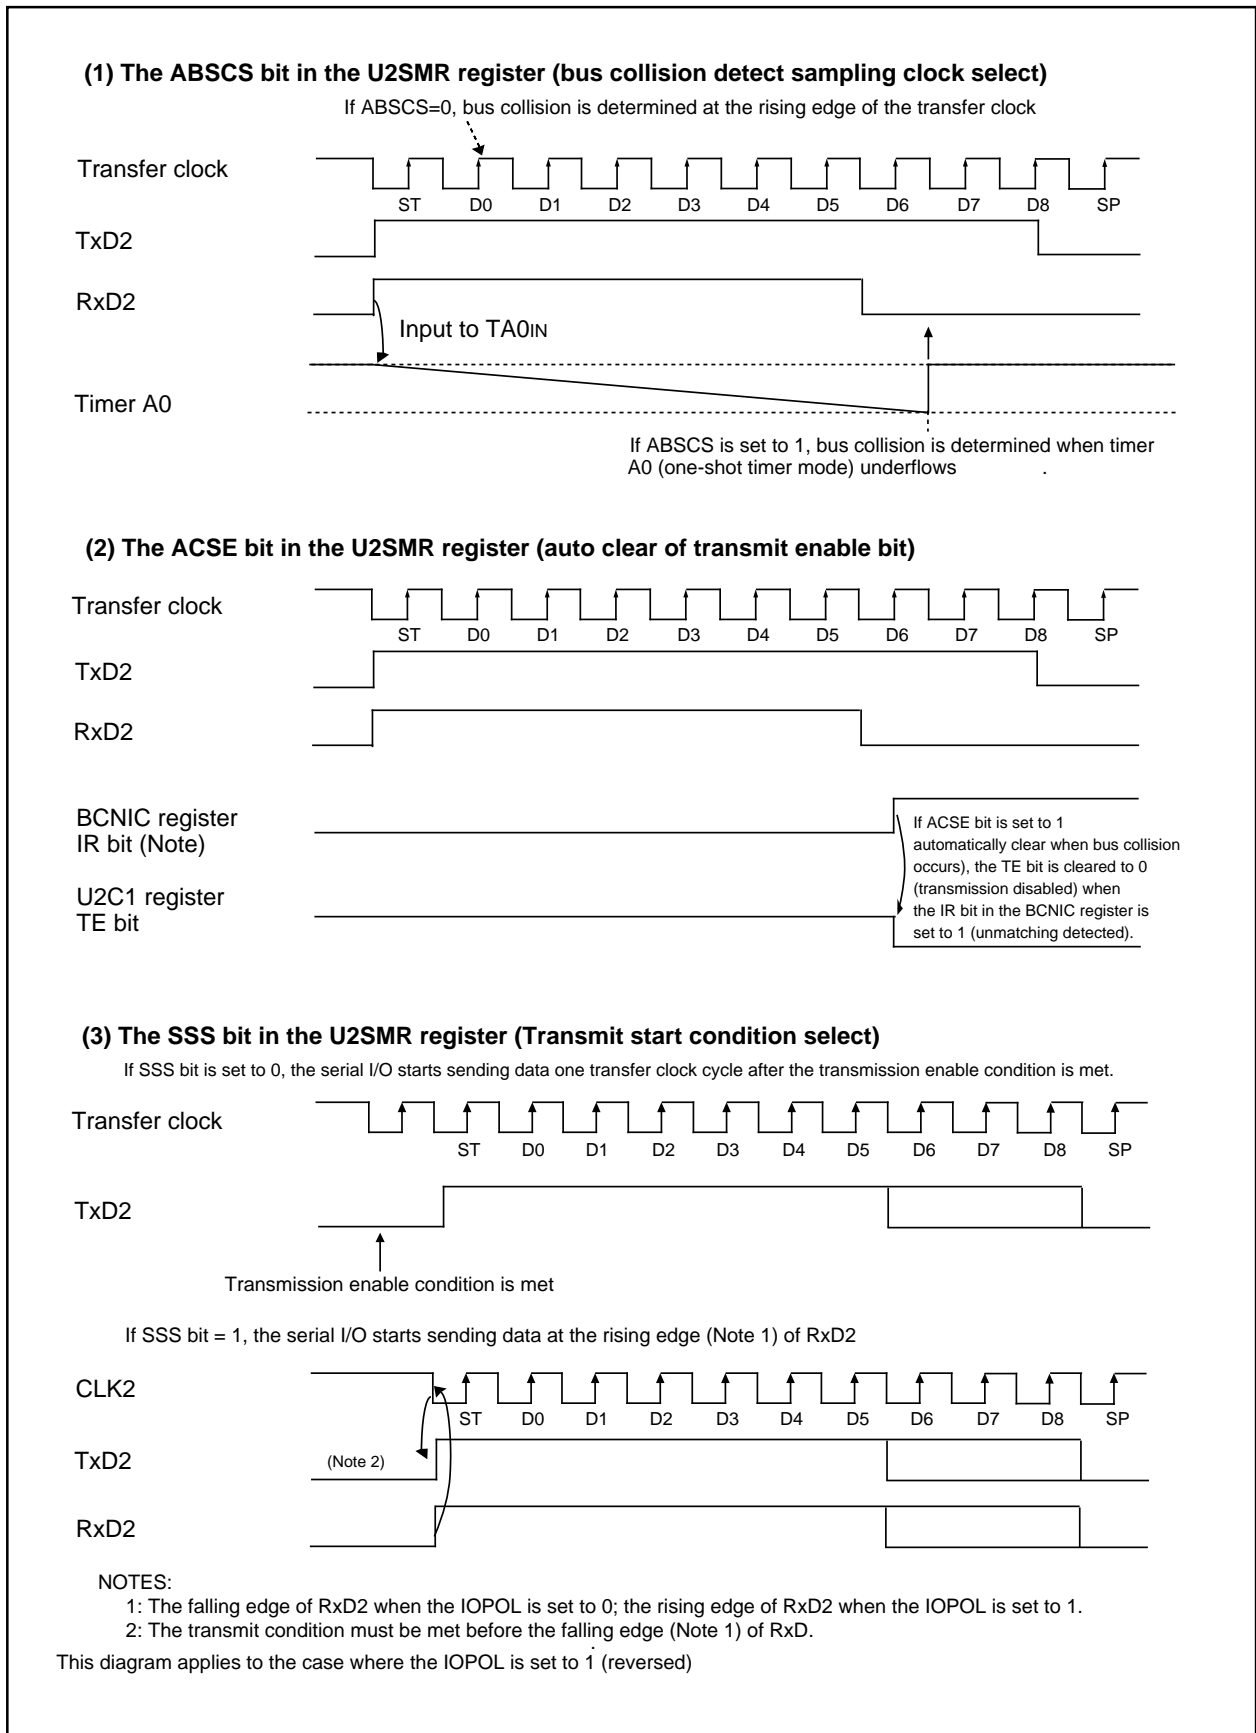 (1) The ABSCS bit in the U2SMR register (bus collision detect sampling clock select)
If ABSCS=0, bus collision is determined at the rising edge of the transfer clock
Transfer clock
ST D0 D1 D2 D3 D4 D5 D6 D7 D8 SP
TxD2
RxD2
Input to TA0IN
Timer A0
If ABSCS is set to 1, bus collision is determined when timer
A0 (one-shot timer mode) underflows .
(2) The ACSE bit in the U2SMR register (auto clear of transmit enable bit)
Transfer clock
ST D0 D1 D2 D3 D4 D5 D6 D7 D8 SP
TxD2
RxD2
BCNIC register
IR bit (Note)
U2C1 register
TE bit
If ACSE bit is set to 1
automatically clear when bus collision
occurs), the TE bit is cleared to 0
(transmission disabled) when
the IR bit in the BCNIC register is
set to 1 (unmatching detected).
(3) The SSS bit in the U2SMR register (Transmit start condition select)
If SSS bit is set to 0, the serial I/O starts sending data one transfer clock cycle after the transmission enable condition is met.
Transfer clock
ST D0 D1 D2 D3 D4 D5 D6 D7 D8 SP
TxD2
Transmission enable condition is met
If SSS bit = 1, the serial I/O starts sending data at the rising edge (Note 1) of RxD2
CLK2
ST D0 D1 D2 D3 D4 D5 D6 D7 D8 SP
TxD2
(Note 2)
RxD2
NOTES:
1: The falling edge of RxD2 when the IOPOL is set to 0; the rising edge of RxD2 when the IOPOL is set to 1.
2: The transmit condition must be met before the falling edge (Note 1) of RxD.
.
This diagram applies to the case where the IOPOL is set to 1 (reversed)